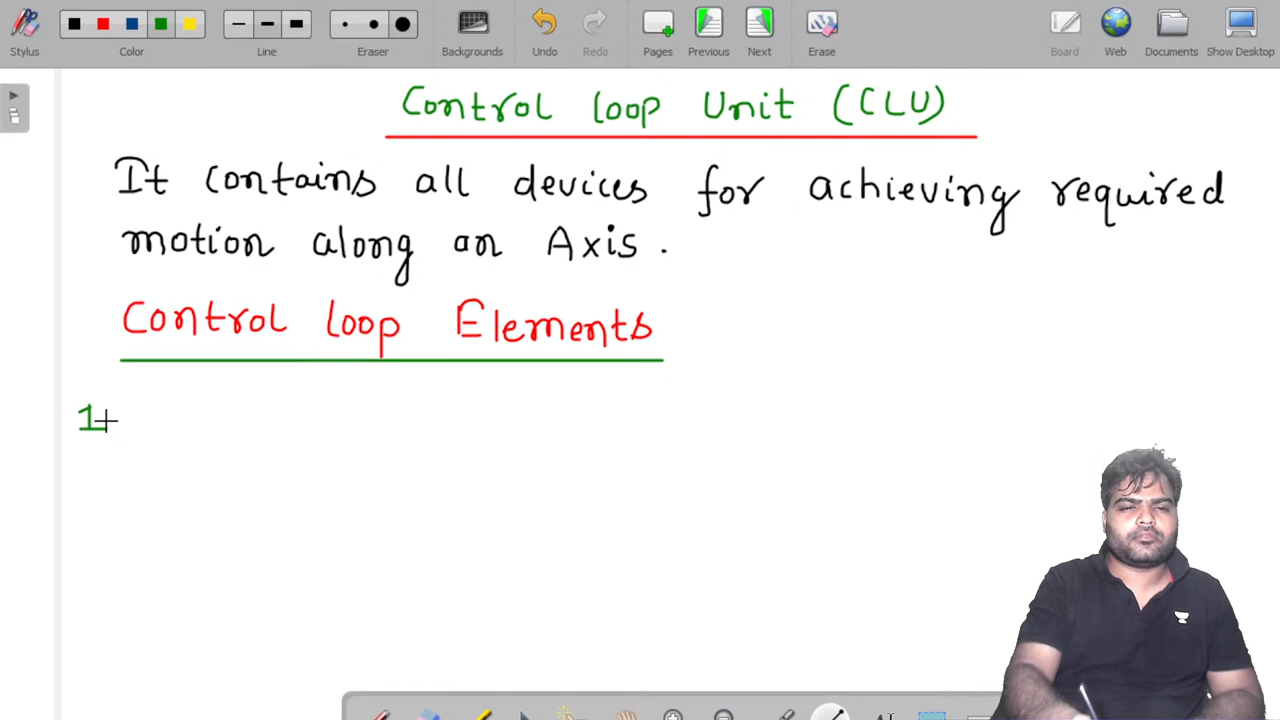 Stylus
Color
Line
Eraser
Backgrounds
Undo
Redo
Pages
Previous
Next
Erase
Board
Web
Documents
Show Desktop
Control loop Unit (CLU)
It contains all devices for achieving required
motion along an Axis.
Control loop Elements
1